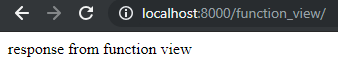 localhost:8000/function_view/
response from function view